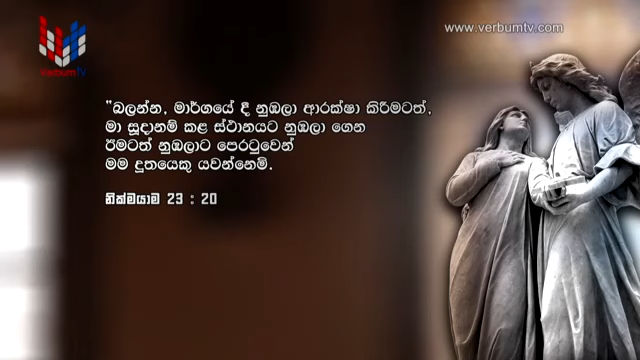 www.verbumtv.com
verbumTV
"බලන්න, මාර්ගයේ දී නුඹලා ආරක්ෂා කිරීමටත්,
මා සූදානම් කළ ස්ථානයට නුඹලා ගෙන
ඊමටත් නුඹලාට පෙරටුවෙන්
මම දූතයෙකු යවන්නෙමි.
නික්මයාම 23 : 20